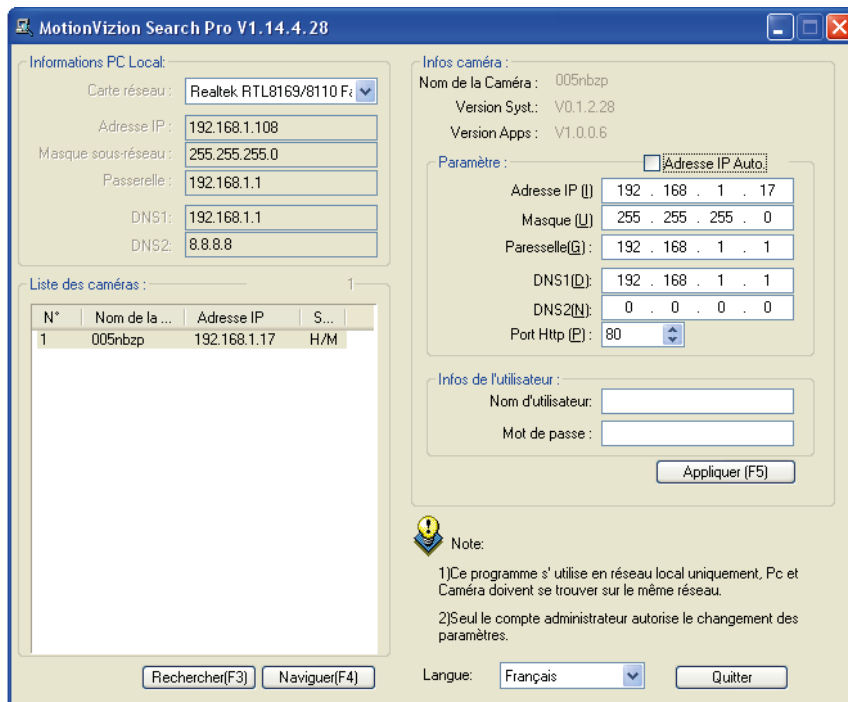 MotionVizion Search Pro V1.14.4.28
Informations PC Local:
Carte réseau :
Realtek RTL8169/8110 Fa
Adresse IP :
192.168.1.108
Masque sous-réseau :
255.255.255.0
Passerelle :
192.168.1.1
DNS1:
192.168.1.1
DNS2:
8.8.8.8
Liste des caméras :
1
N° Nom de la ... Adresse IP S...
1 005nbzp 192.168.1.17 H/M
Rechercher(F3) Naviguer(F4)
Infos caméra :
Nom de la Caméra : 005nbzp
Version Syst.: V0.1.2.28
Version Apps : V1.0.0.6
Paramètre :
Adresse IP Auto.
Adresse IP (I) 192 . 168 . 1 . 17
Masque (U) 255 . 255 . 255 . 0
Paresselle(G) : 192 . 168 . 1 . 1
DNS1(D): 192 . 168 . 1 . 1
DNS2(N): 0 . 0 . 0 . 0
Port Http (P) : 80
Infos de l'utilisateur :
Nom d'utilisateur:
Mot de passe :
Appliquer (F5)
Note:
1)Ce programme s' utilise en réseau local uniquement, Pc et
Caméra doivent se trouver sur le même réseau.
2)Seul le compte administrateur autorise le changement des
paramètres.
Langue: Français Quitter